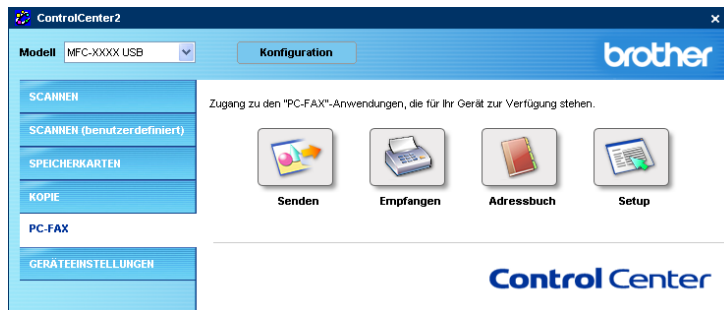 ControlCenter2
Modell MFC-XXXX USB Konfiguration brother
SCANNEN
Zugang zu den "PC-FAX"-Anwendungen, die für Ihr Gerät zur Verfügung stehen.
SCANNEN (benutzerdefiniert)
SPEICHERKARTEN
KOPIE
Senden Empfangen Adressbuch Setup
PC-FAX
GERÄTEEINSTELLUNGEN
Control Center